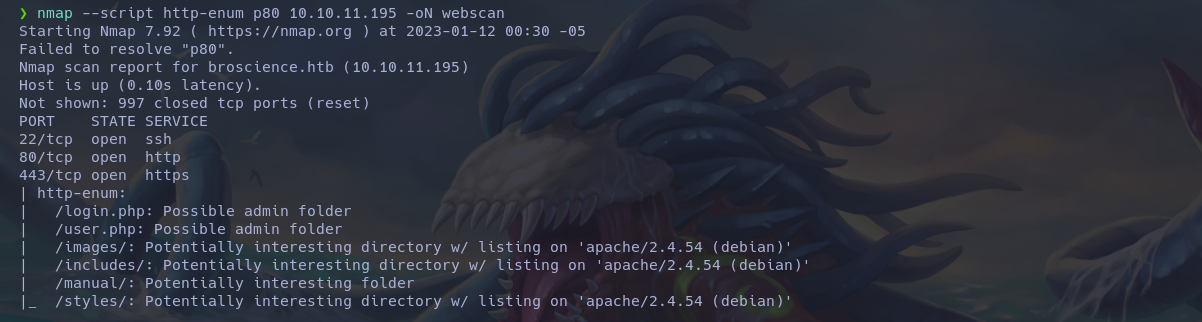 ❯ nmap --script http-enum p80 10.10.11.195 -oN webscan
Starting Nmap 7.92 ( https://nmap.org ) at 2023-01-12 00:30 -05
Failed to resolve "p80".
Nmap scan report for broscience.htb (10.10.11.195)
Host is up (0.10s latency).
Not shown: 997 closed tcp ports (reset)
PORT    STATE SERVICE
22/tcp  open  ssh
80/tcp  open  http
443/tcp open  https
| http-enum:
|   /login.php: Possible admin folder
|   /user.php: Possible admin folder
|   /images/: Potentially interesting directory w/ listing on 'apache/2.4.54 (debian)'
|   /includes/: Potentially interesting directory w/ listing on 'apache/2.4.54 (debian)'
|   /manual/: Potentially interesting folder
|_  /styles/: Potentially interesting directory w/ listing on 'apache/2.4.54 (debian)'